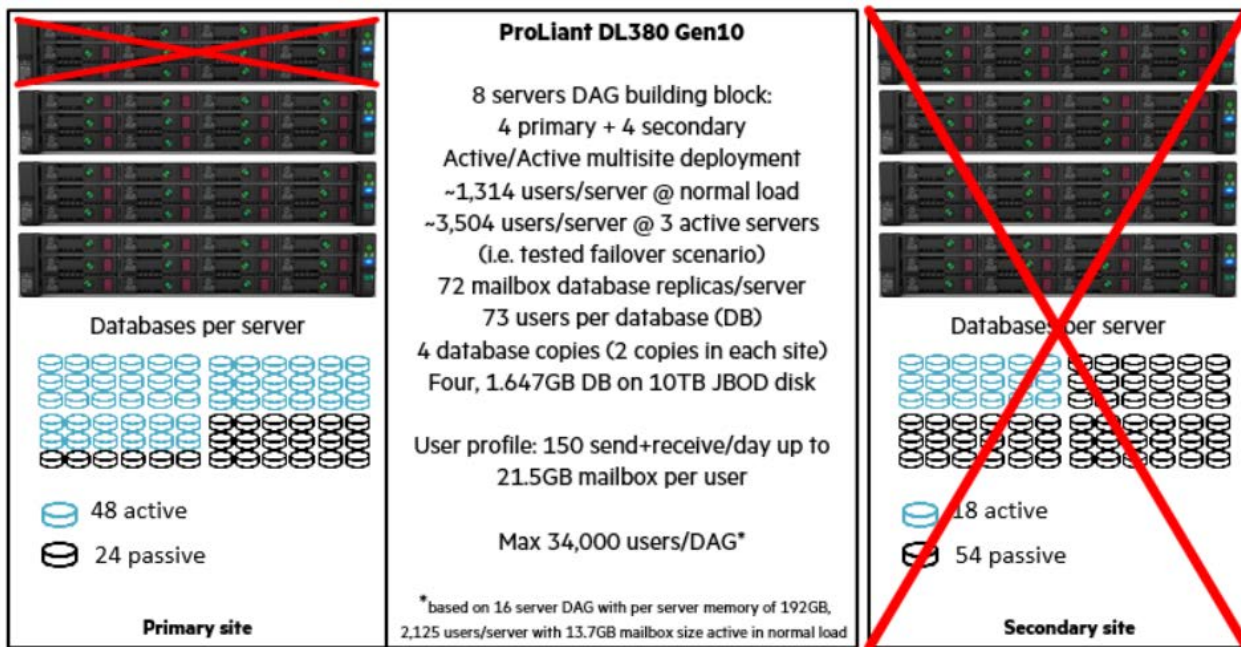 ProLiant DL380 Gen10
8 servers DAG building block:
4 primary + 4 secondary
Active/Active multisite deployment
~1,314 users/server @ normal load
~3,504 users/server @ 3 active servers
(i.e. tested failover scenario)
72 mailbox database replicas/server
73 users per database (DB)
4 database copies (2 copies in each site)
Four, 1.647GB DB on 10TB JBOD disk
User profile: 150 send+receive/day up to
21.5GB mailbox per user
Max 34,000 users/DAG*
*based on 16 server DAG with per server memory of 192GB,
2,125 users/server with 13.7GB mailbox size active in normal load
Databases per server
48 active
24 passive
Primary site
Databases per server
18 active
54 passive
Secondary site